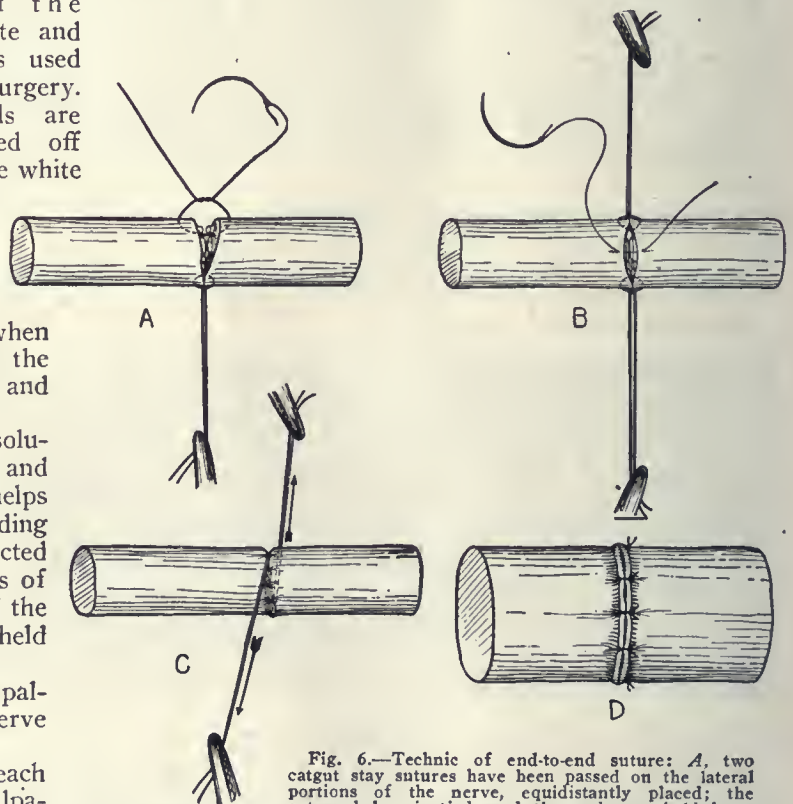 the
te and
s used
urgery.
ds are
ed off
e white
A
B
when
the
and
solu-
and
helps
ding
cted
s of
the
held
C
D
pal-
erve
each
Fig. 6.—Technic of end-to-end suture: A, two
catgut stay sutures have been passed on the lateral
portions of the nerve, equidistantly placed; the